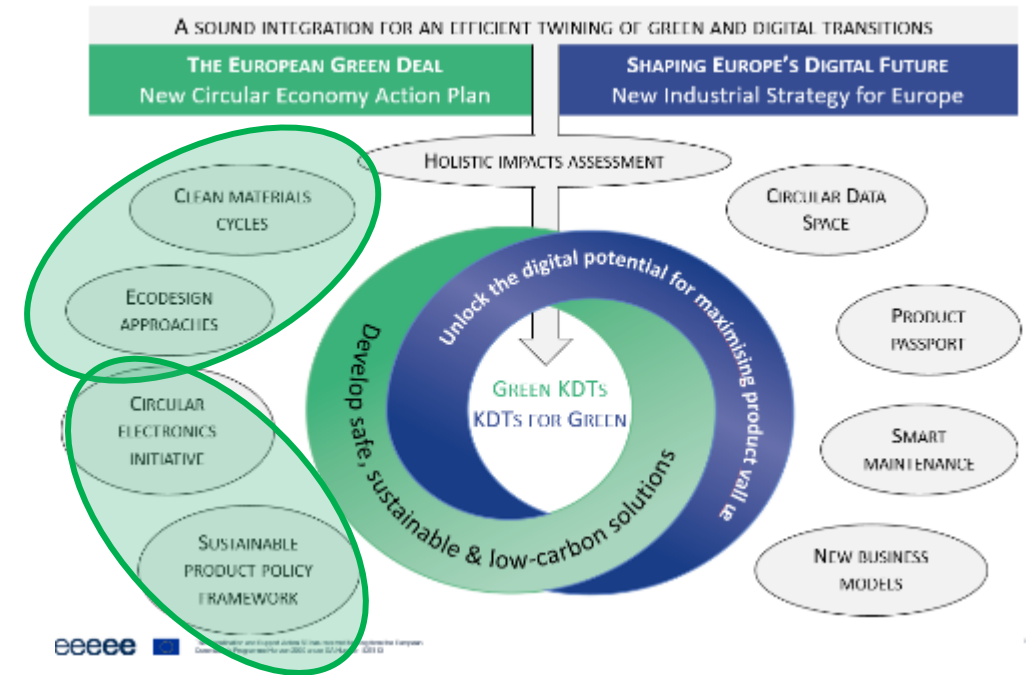 A SOUND INTEGRATION FOR AN EFFICIENT TWINING OF GREEN AND DIGITAL TRANSITIONS
THE EUROPEAN GREEN DEAL
New Circular Economy Action Plan
SHAPING EUROPE'S DIGITAL FUTURE
New Industrial Strategy for Europe
HOLISTIC IMPACTS ASSESSMENT
CLEAN MATERIALS
CYCLES
ECODESIGN
APPROACHES
CIRCULAR
ELECTRONICS
INITIATIVE
SUSTAINABLE
PRODUCT POLICY
FRAMEWORK
Develop safe, sustainable & low-carbon solutions
Unlock the digital potential for maximising product value
GREEN KDTS
KDTS FOR GREEN
CIRCULAR DATA
SPACE
PRODUCT
PASSPORT
SMART
MAINTENANCE
NEW BUSINESS
MODELS
eeeee